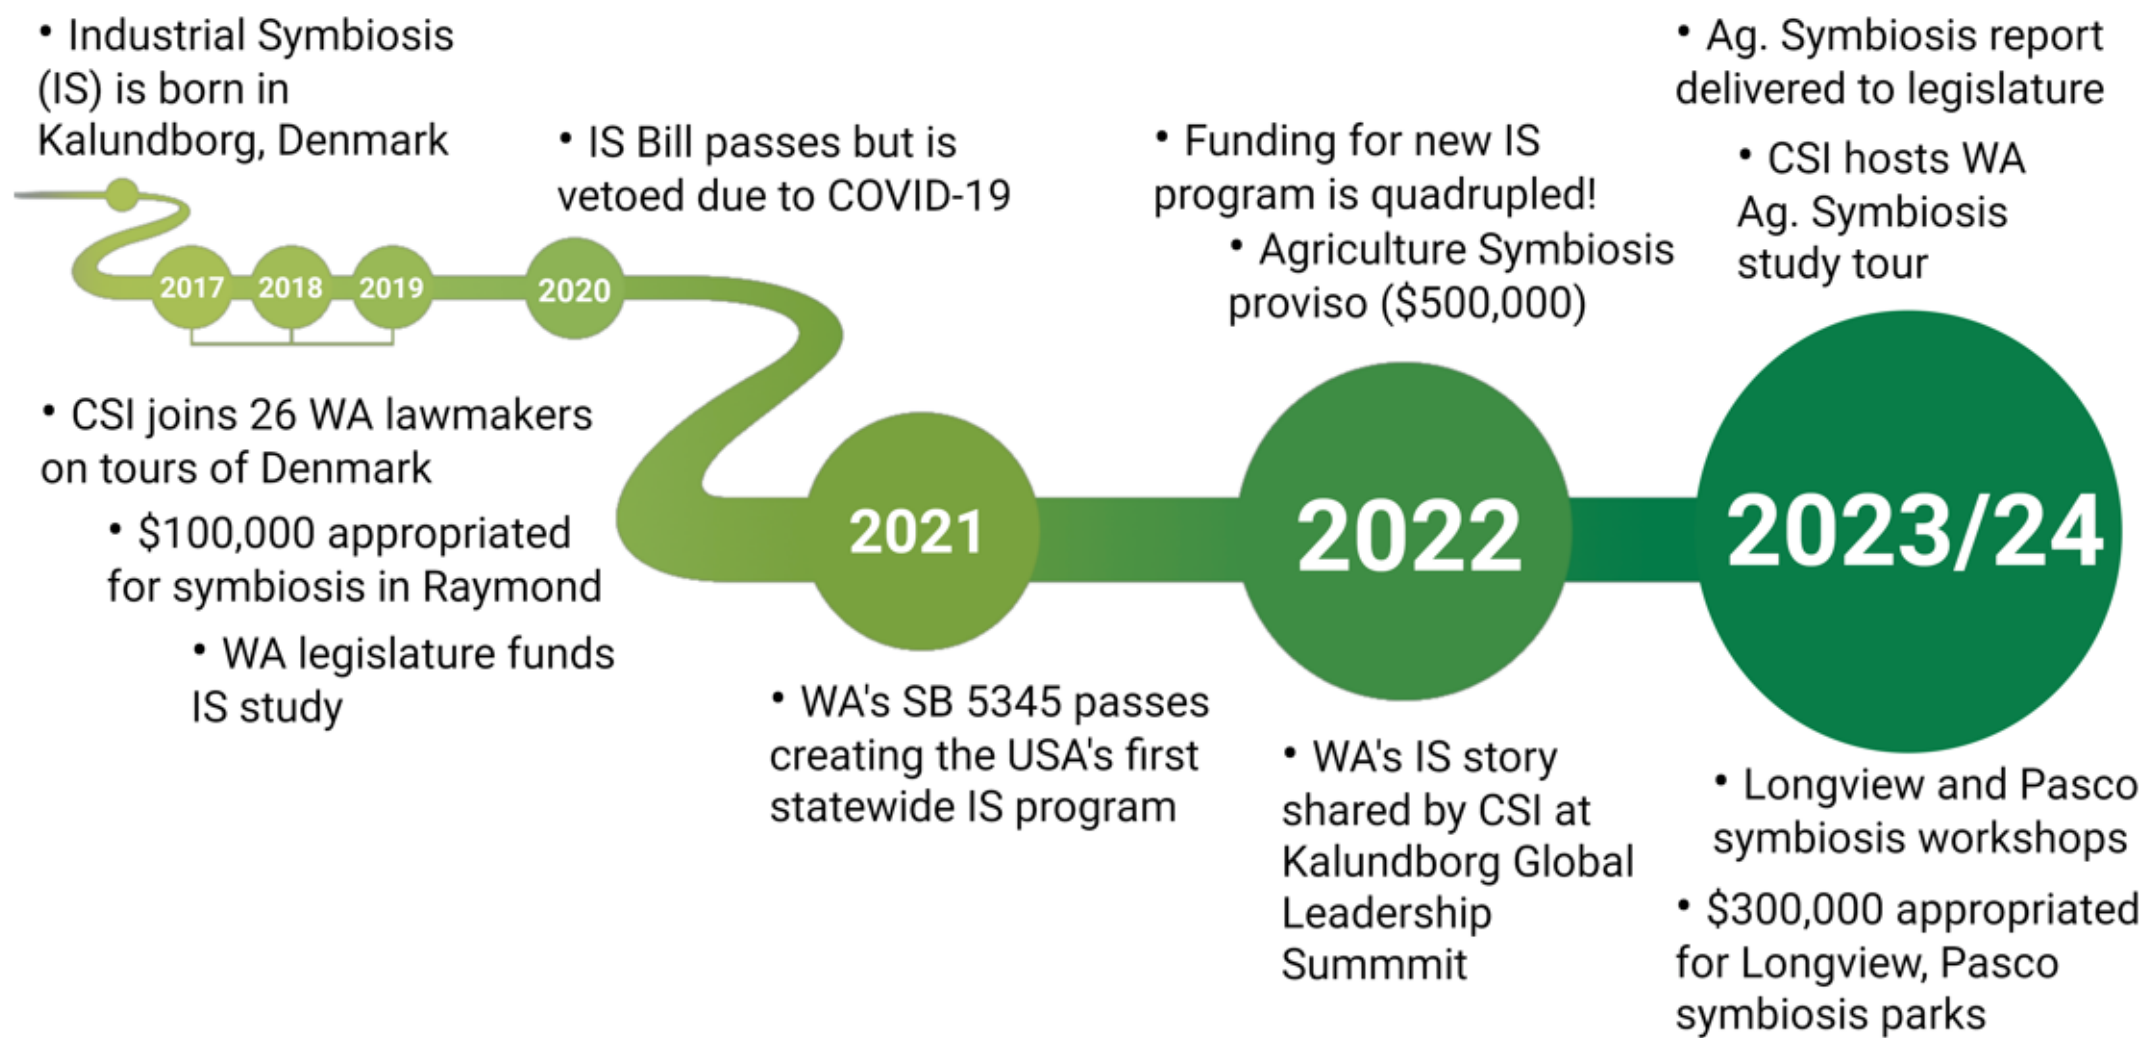 • Industrial Symbiosis
(IS) is born in
Kalundborg, Denmark
2017
2018
2019
• CSI joins 26 WA lawmakers
on tours of Denmark
• $100,000 appropriated
for symbiosis in Raymond
• WA legislature funds
IS study
• IS Bill passes but is
vetoed due to COVID-19
2020
2021
• WA's SB 5345 passes
creating the USA's first
statewide IS program
• Funding for new IS
program is quadrupled!
• Agriculture Symbiosis
proviso ($500,000)
2022
• WA's IS story
shared by CSI at
Kalundborg Global
Leadership
Summmit
• Ag. Symbiosis report
delivered to legislature
• CSI hosts WA
Ag. Symbiosis
study tour
2023/24
• Longview and Pasco
symbiosis workshops
• $300,000 appropriated
for Longview, Pasco
symbiosis parks